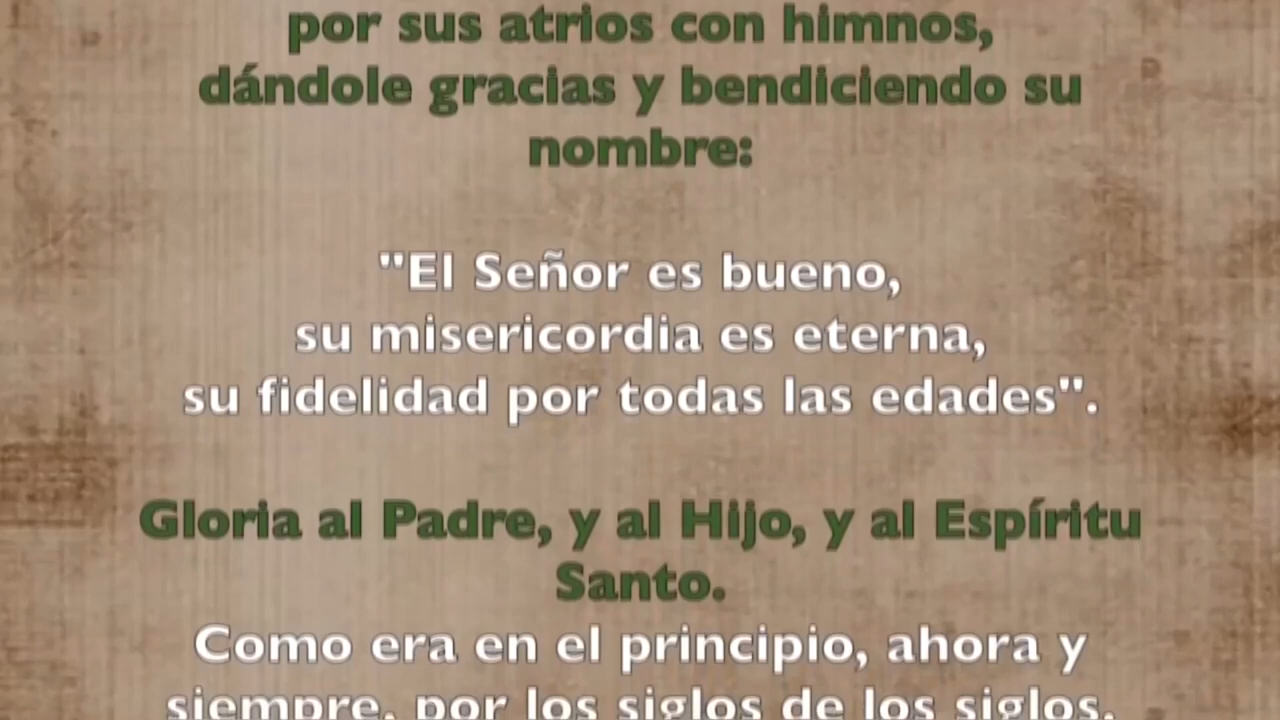 por sus atrios con himnos,
dándole gracias y bendiciendo su
nombre:
"El Señor es bueno,
su misericordia es eterna,
su fidelidad por todas las edades".
Gloria al Padre, y al Hijo, y al Espíritu
Santo.
Como era en el principio, ahora y
siempre, por los siglos de los siglos.